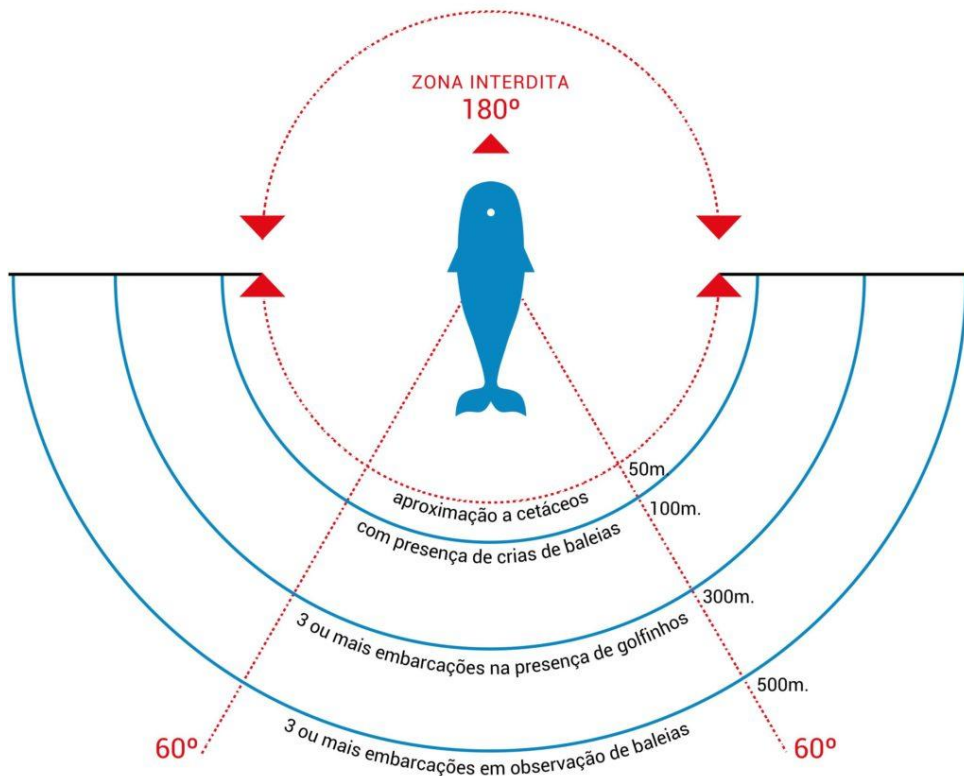 ZONA INTERDITA
180º
50m.
aproximação a cetáceos
100m.
com presença de crias de baleias
300m.
3 ou mais embarcações na presença de golfinhos
500m.
3 ou mais embarcações em observação de baleias
60º
60º